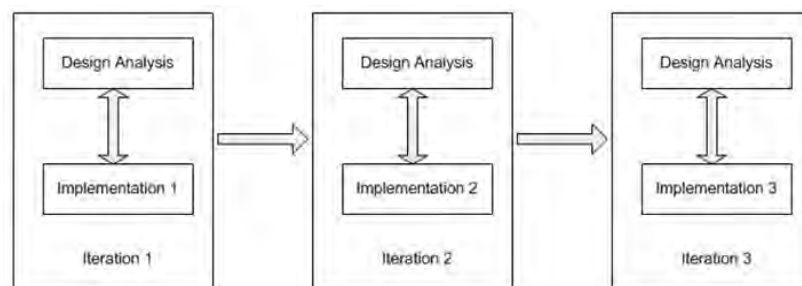 Design Analysis
Implementation 1
Iteration 1
Design Analysis
Implementation 2
Iteration 2
Design Analysis
Implementation 3
Iteration 3